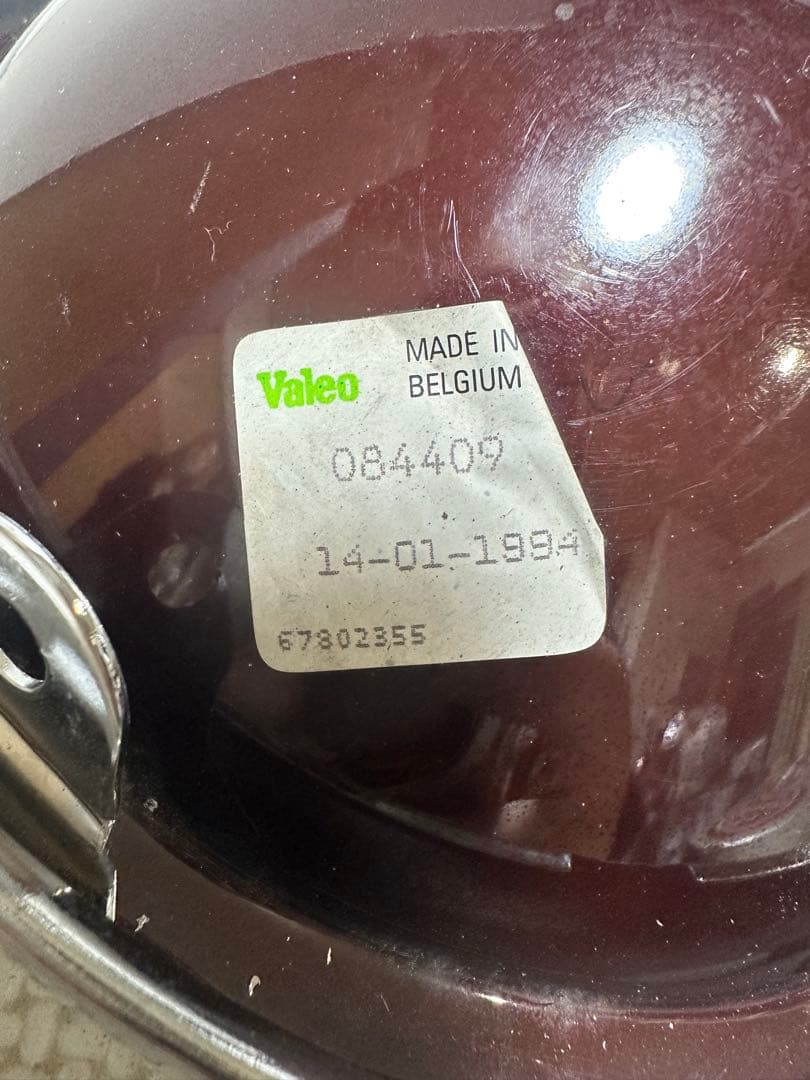 MADE IN
Valeo BELGIUM
084409
14-01-1994
67802355